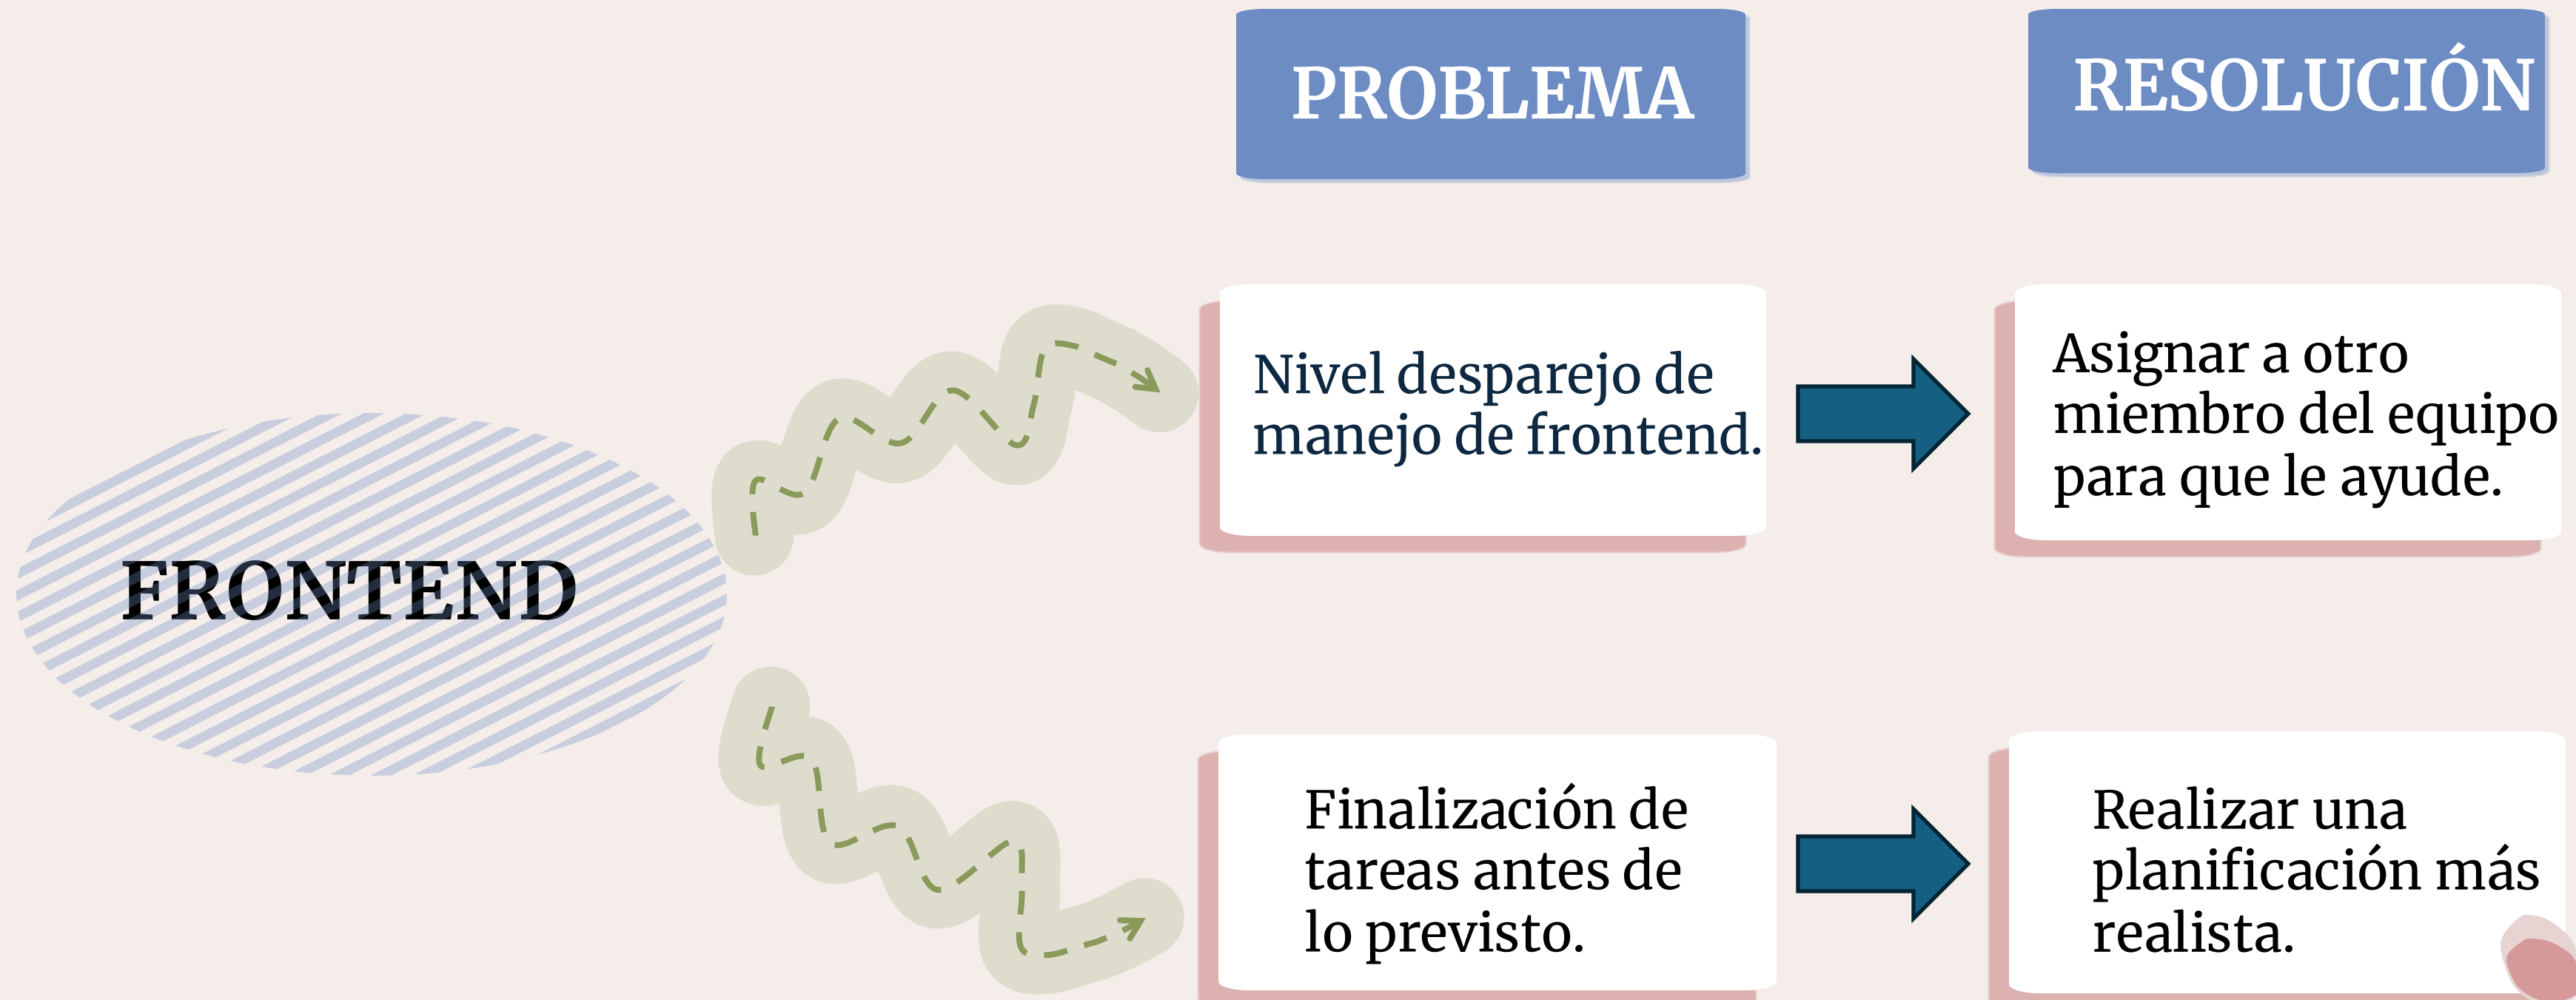 PROBLEMA
RESOLUCIÓN
FRONTEND
Nivel desparejo de
manejo de frontend.
Asignar a otro
miembro del equipo
para que le ayude.
Finalización de
tareas antes de
lo previsto.
Realizar una
planificación más
realista.